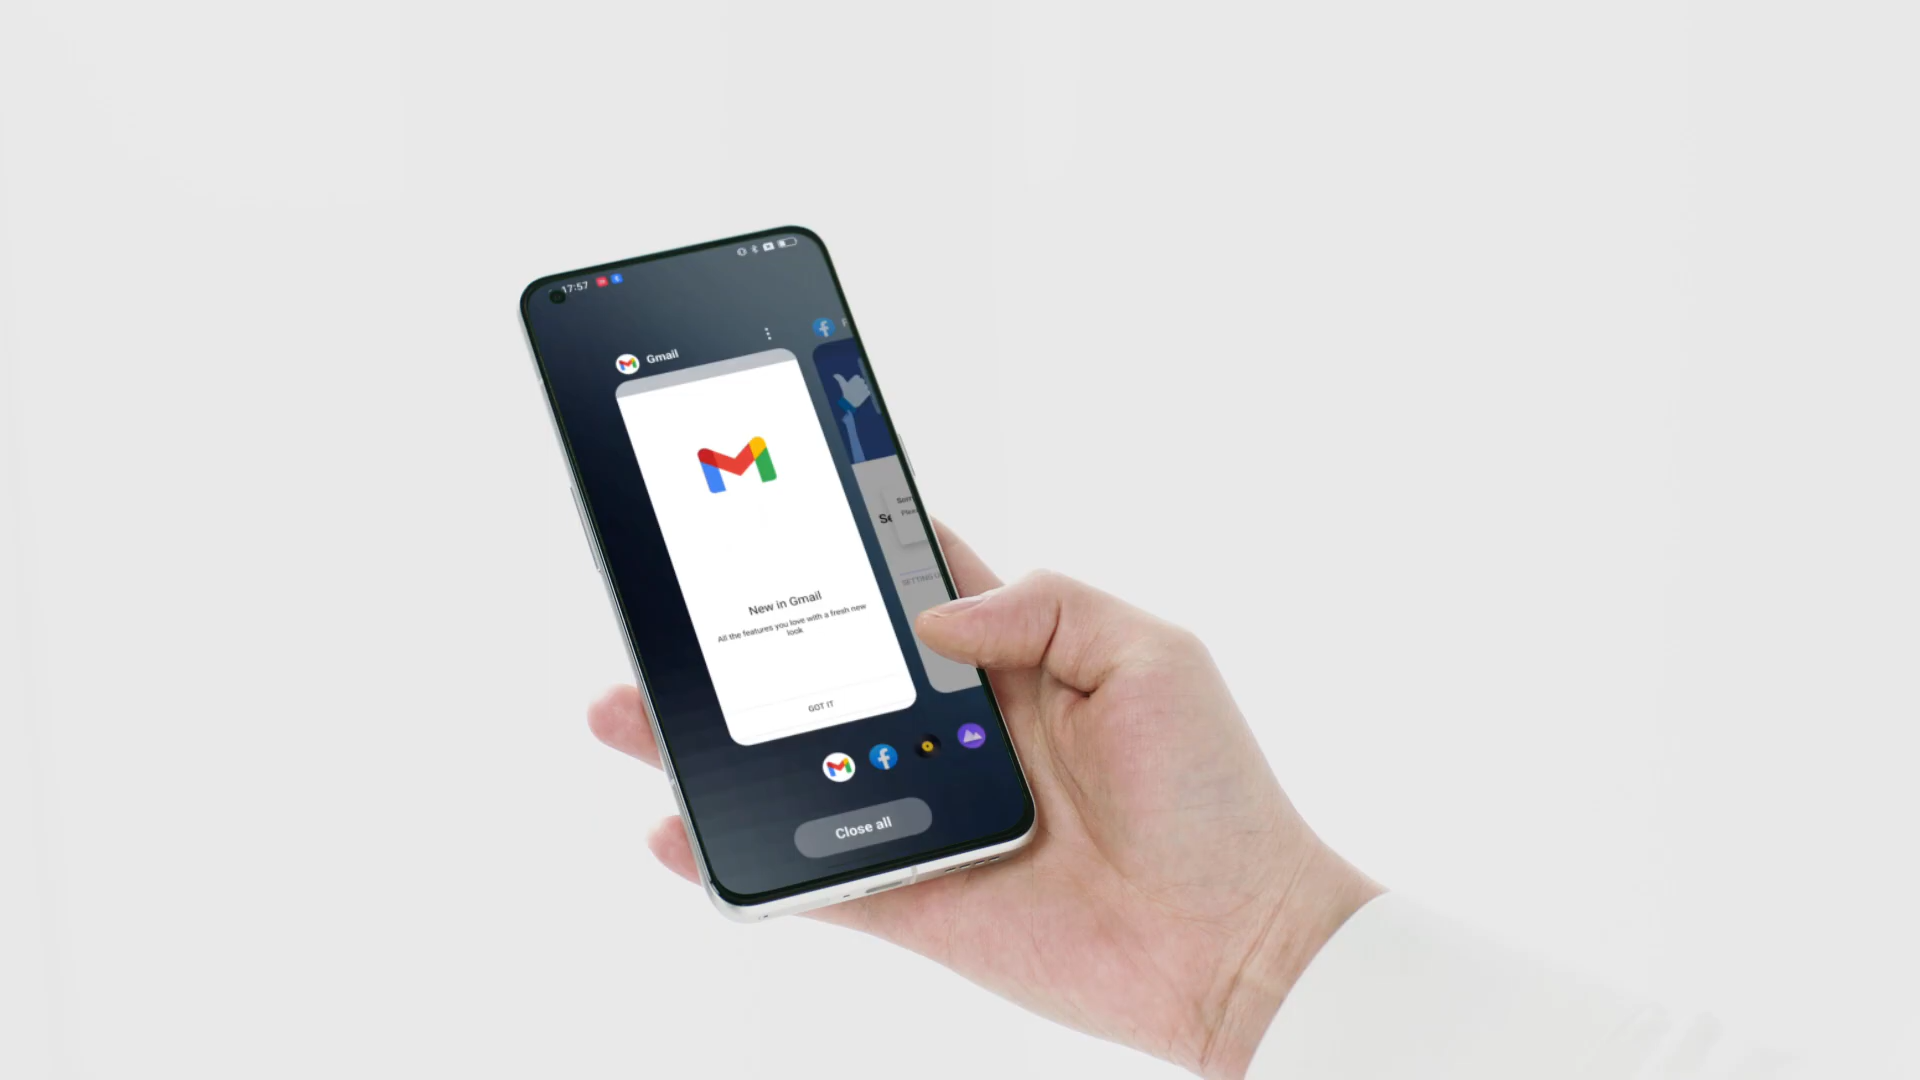 17:57
Gmail
New in Gmail
All the features you love with a fresh new
look
GOT IT
Close all